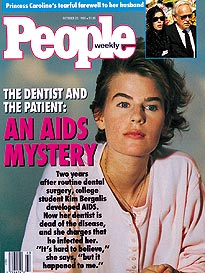 Princess Caroline's tearful farewell to her husband
People
weekly
THE DENTIST AND
THE PATIENT:
AN AIDS
MYSTERY
Two years
after routine dental
surgery, college
student Kim Bergalis
developed AIDS.
Now her dentist
is dead of the
disease, and she charges
that he infected her.
"It's hard to believe,"
she says, "but it
happened to me."